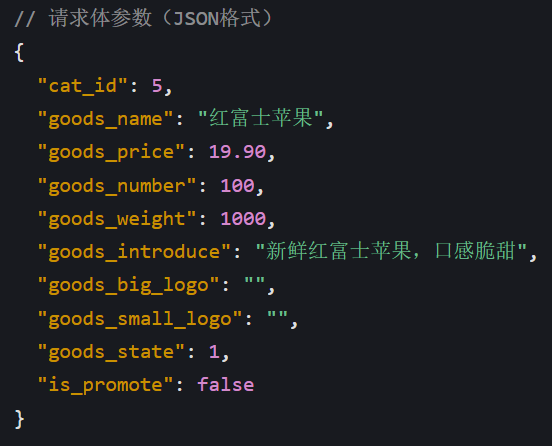 // 请求体参数（JSON格式）
{
"cat_id": 5,
"goods_name": "红富士苹果",
"goods_price": 19.90,
"goods_number": 100,
"goods_weight": 1000,
"goods_introduce": "新鲜红富士苹果，口感脆甜",
"goods_big_logo": "",
"goods_small_logo": "",
"goods_state": 1,
"is_promote": false
}